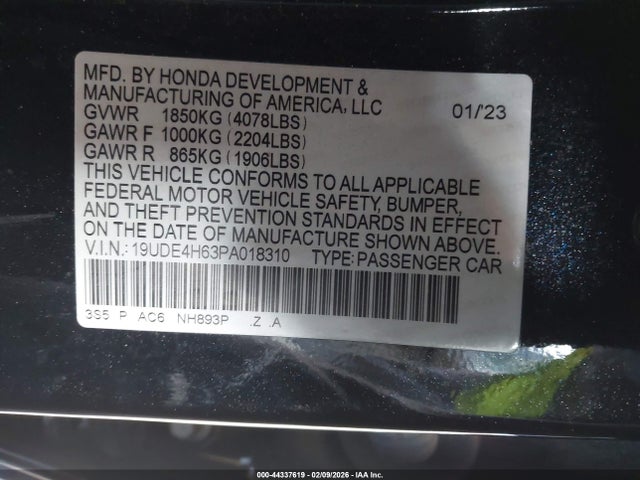 MFD. BY HONDA DEVELOPMENT &
MANUFACTURING OF AMERICA, LLC 01/'23
GVWR 1850KG (4078LBS)
GAWR F 1000KG (2204LBS)
GAWR R 865KG (1906LBS)
THIS VEHICLE CONFORMS TO ALL APPLICABLE
FEDERAL MOTOR VEHICLE SAFETY, BUMPER,
AND THEFT PREVENTION STANDARDS IN EFFECT
ON THE DATE OF MANUFACTURE SHOWN ABOVE.
V.I.N.: 19UDE4H63PA018310 TYPE: PASSENGER CAR
3S5 P AC6 NH893P .Z .A
000-44337619 - 02/09/2026 - IAA Inc.